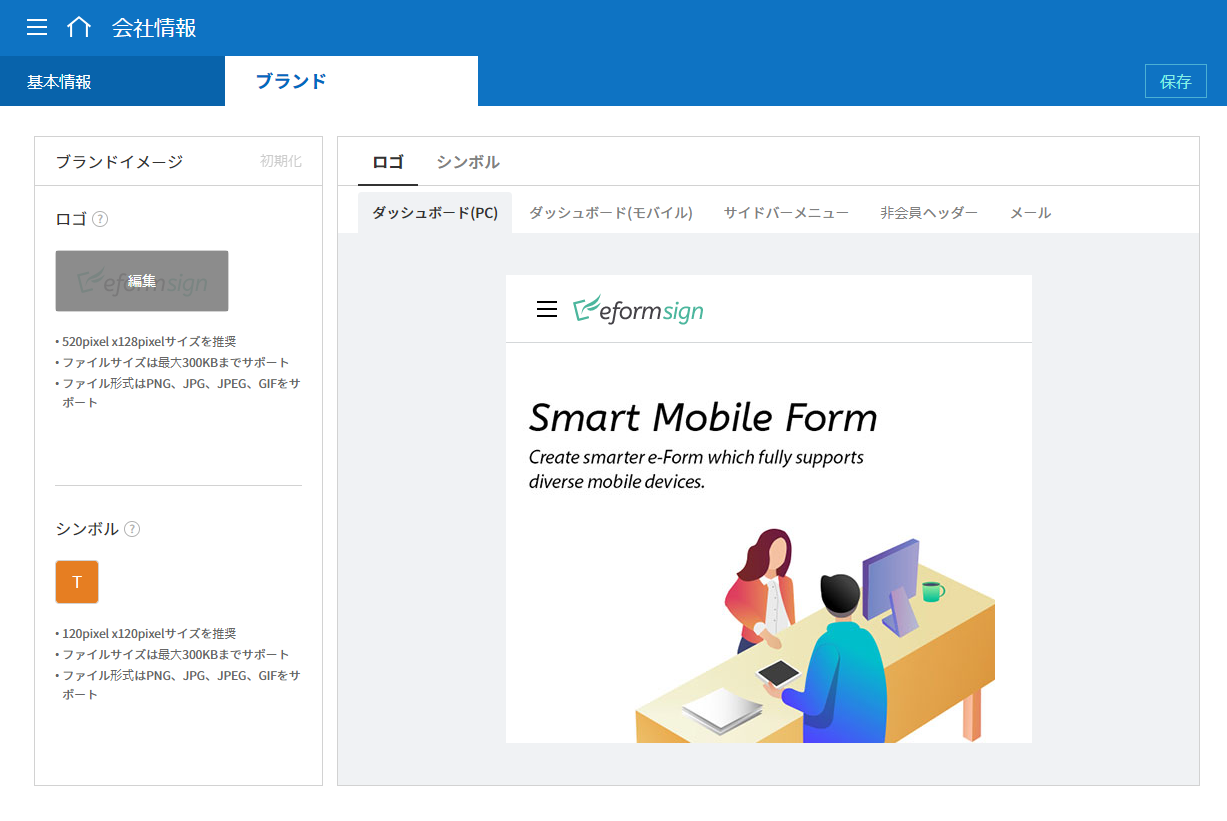 会社情報
基本情報
ブランド
保存
ブランドイメージ
初期化
ロゴ ?
eformsign
編集
• 520pixel x128pixelサイズを推奨
• ファイルサイズは最大300KBまでサポート
• ファイル形式はPNG、JPG、JPEG、GIFをサ
ポート
シンボル ?
T
• 120pixel x120pixelサイズを推奨
• ファイルサイズは最大300KBまでサポート
• ファイル形式はPNG、JPG、JPEG、GIFをサ
ポート
ロゴ シンボル
ダッシュボード(PC) ダッシュボード(モバイル) サイドバーメニュー 非会員ヘッダー メール
eformsign
Smart Mobile Form
Create smarter e-Form which fully supports
diverse mobile devices.